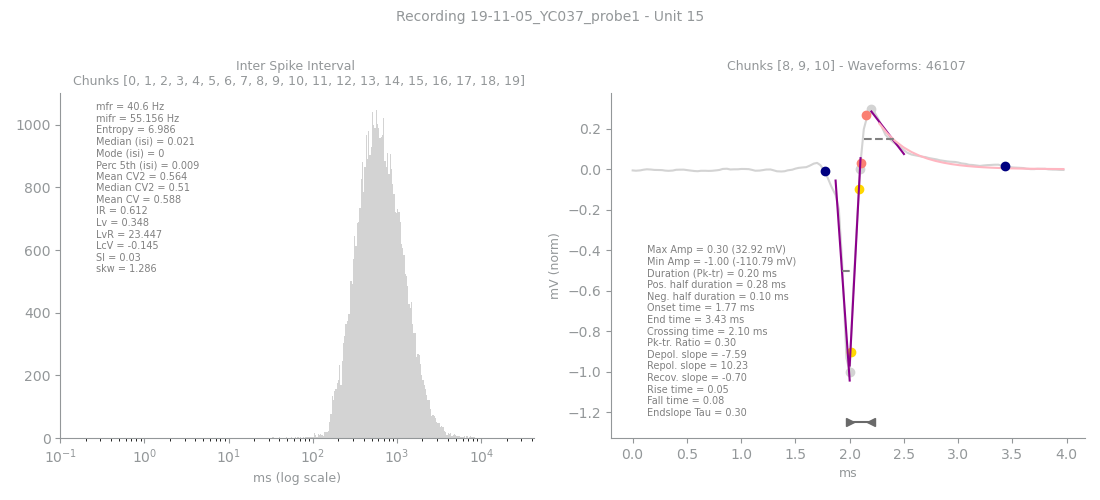 Recording 19-11-05_YC037_probe1 - Unit 15
Inter Spike Interval
Chunks [0, 1, 2, 3, 4, 5, 6, 7, 8, 9, 10, 11, 12, 13, 14, 15, 16, 17, 18, 19]
mfr = 40.6 Hz
mifr = 55.156 Hz
Entropy = 6.986
Median (isi) = 0.021
Mode (isi) = 0
Perc 5th (isi) = 0.009
Mean CV2 = 0.564
Median CV2 = 0.51
Mean CV = 0.588
IR = 0.612
Lv = 0.348
LvR = 23.447
LcV = -0.145
SI = 0.03
skw = 1.286
1000
800
600
400
200
0
10⁻¹ 10⁰ 10¹ 10² 10³ 10⁴
ms (log scale)
Chunks [8, 9, 10] - Waveforms: 46107
mV (norm)
0.2
0.0
−0.2
−0.4
−0.6
−0.8
−1.0
−1.2
Max Amp = 0.30 (32.92 mV)
Min Amp = -1.00 (-110.79 mV)
Duration (Pk-tr) = 0.20 ms
Pos. half duration = 0.28 ms
Neg. half duration = 0.10 ms
Onset time = 1.77 ms
End time = 3.43 ms
Crossing time = 2.10 ms
Pk-tr. Ratio = 0.30
Depol. slope = -7.59
Repol. slope = 10.23
Recov. slope = -0.70
Rise time = 0.05
Fall time = 0.08
Endslope Tau = 0.30
0.0 0.5 1.0 1.5 2.0 2.5 3.0 3.5 4.0
ms